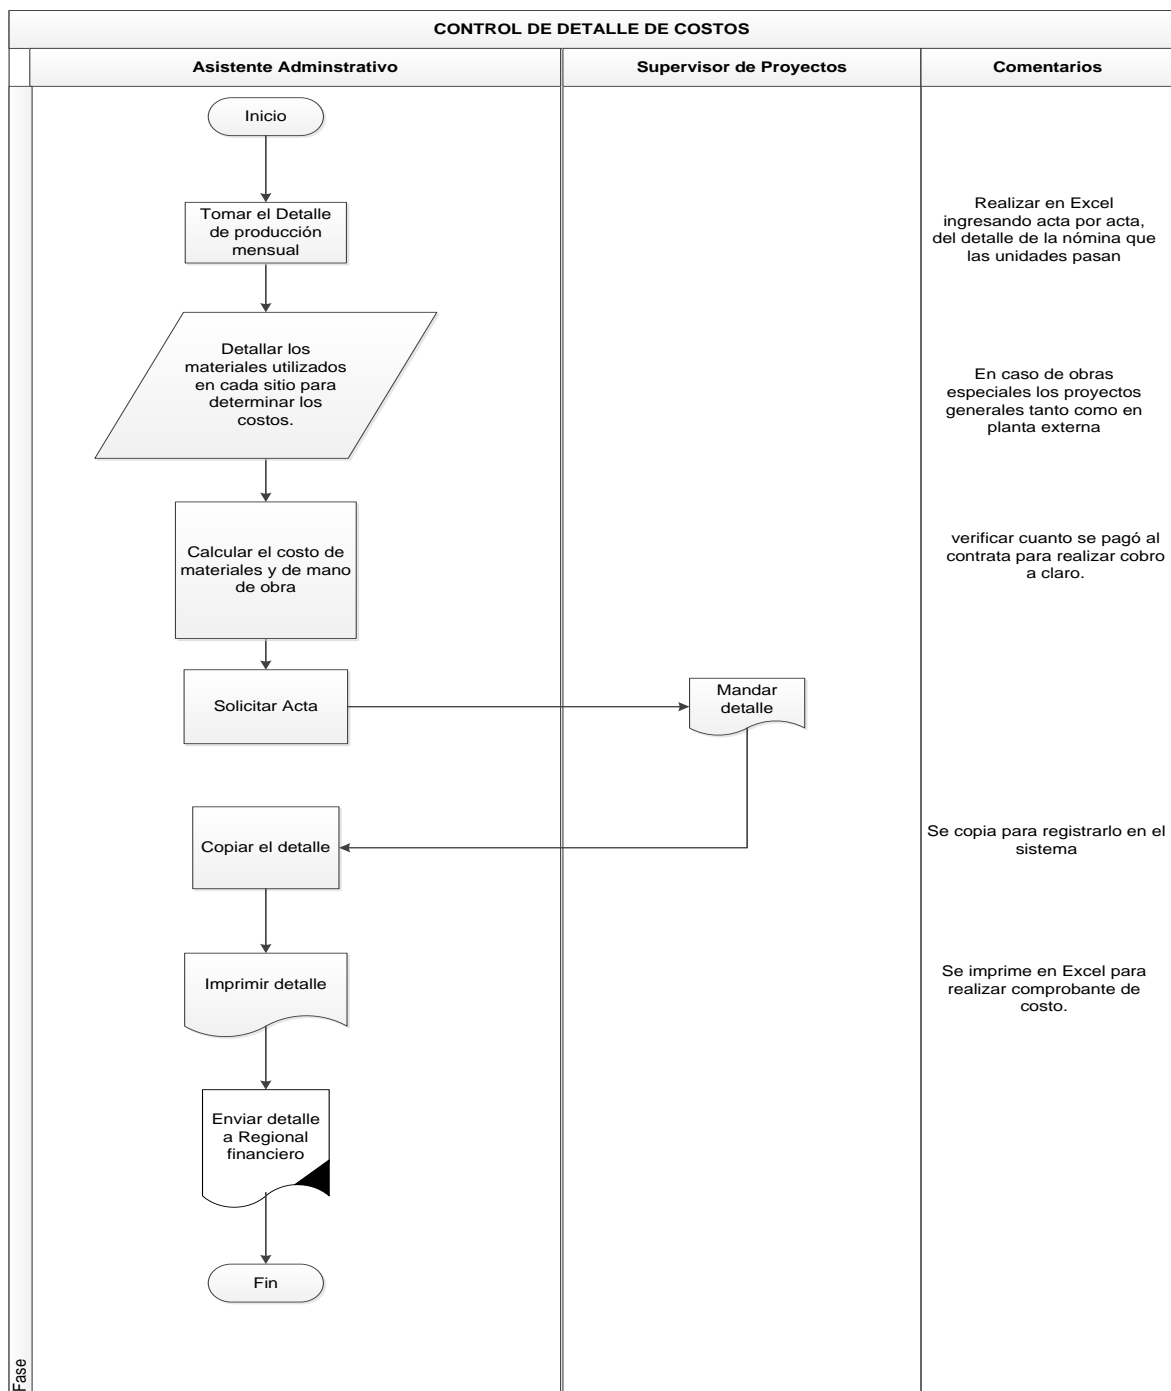 CONTROL DE DETALLE DE COSTOS
Asistente Adminstrativo
Supervisor de Proyectos
Comentarios
Inicio
Tomar el Detalle
de producción
mensual
Realizar en Excel
ingresando acta por acta,
del detalle de la nómina que
las unidades pasan
Detallar los
materiales utilizados
en cada sitio para
determinar los
costos.
En caso de obras
especiales los proyectos
generales tanto como en
planta externa
Calcular el costo de
materiales y de mano
de obra
verificar cuanto se pagó al
contrata para realizar cobro
a claro.
Solicitar Acta
Mandar
detalle
Copiar el detalle
Se copia para registrarlo en el
sistema
Imprimir detalle
Se imprime en Excel para
realizar comprobante de
costo.
Enviar detalle
a Regional
financiero
Fin
Fase